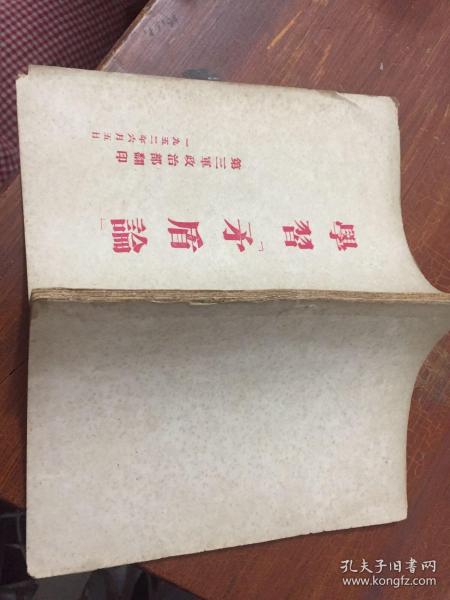 學習「矛盾論」
第三軍政治部翻印
一九五二年六月五日
孔夫子旧书网
www.kongfz.com